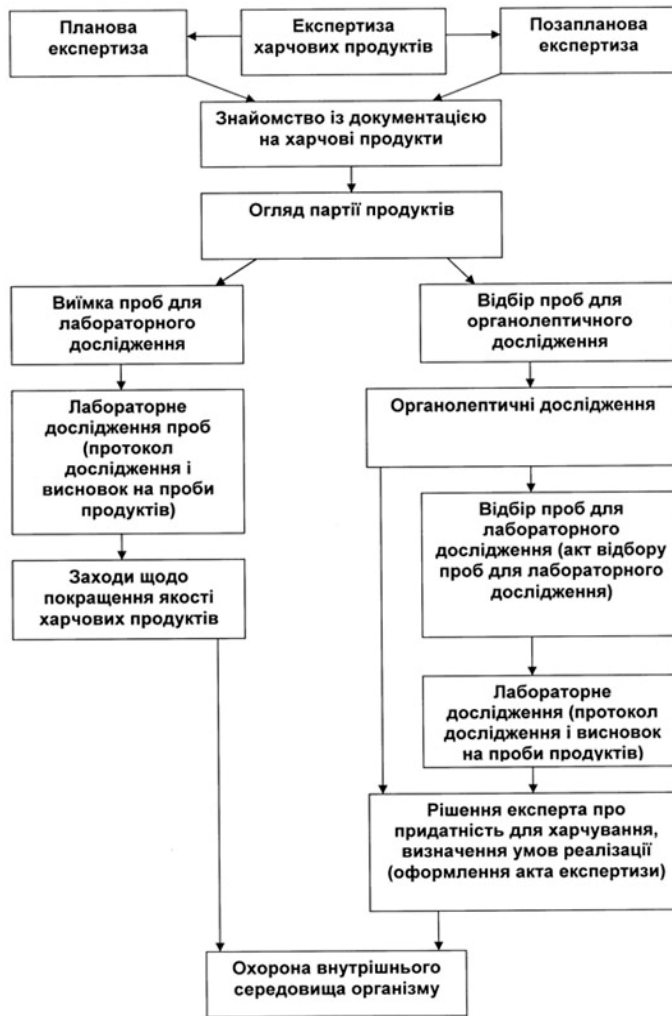 Планова
експертиза
Експертиза
харчових продуктів
Позапланова
експертиза
Знайомство із документацією
на харчові продукти
Огляд партії продуктів
Виїмка проб для
лабораторного
дослідження
Відбір проб для
органолептичного
дослідження
Лабораторне
дослідження проб
(протокол
дослідження і
висновок на проби
продуктів)
Органолептичні дослідження
Відбір проб для
лабораторного
дослідження (акт відбору
проб для лабораторного
дослідження)
Заходи щодо
покращення якості
харчових продуктів
Лабораторне
дослідження (протокол
дослідження і висновок
на проби продуктів)
Рішення експерта про
придатність для харчування,
визначення умов реалізації
(оформлення акта експертизи)
Охорона внутрішнього
середовища організму